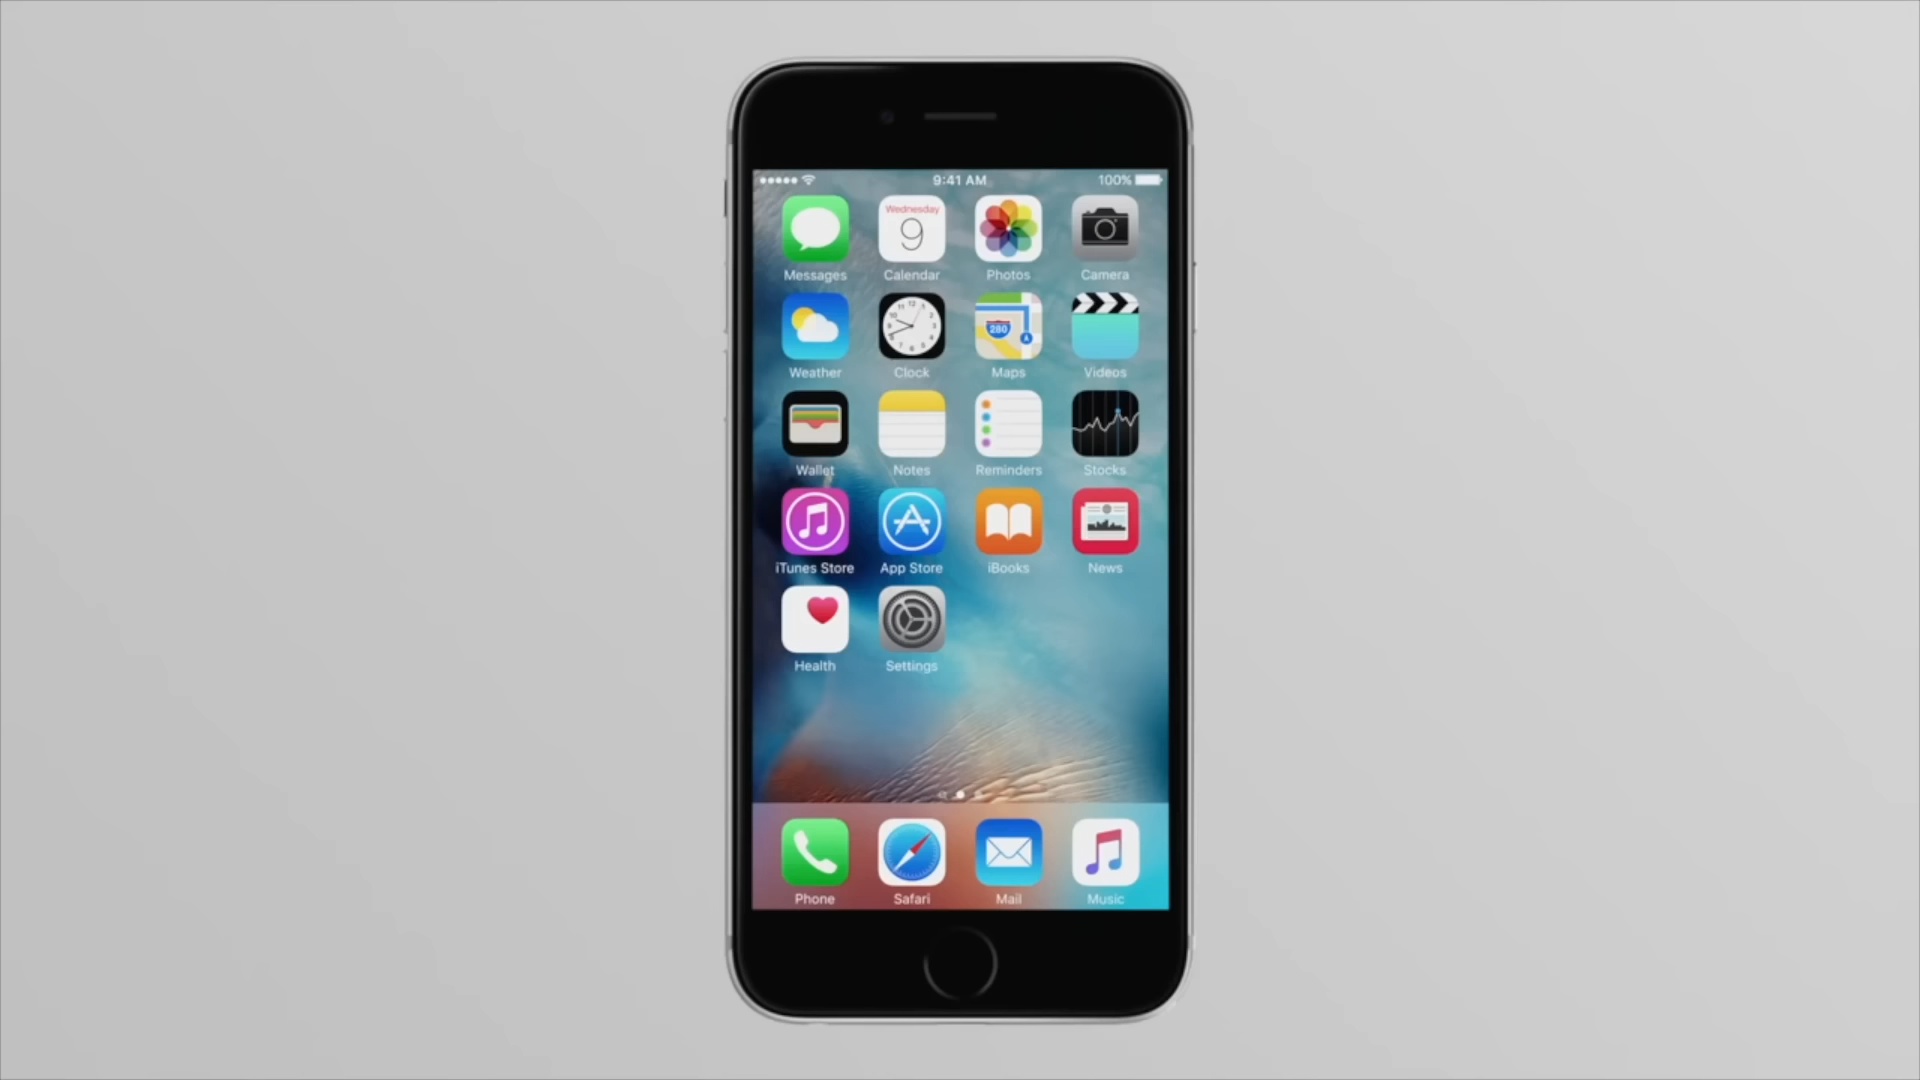 9:41 AM 100%
Wednesday
9
Messages Calendar Photos Camera
280
Weather Clock Maps Videos
Wallet Notes Reminders Stocks
iTunes Store App Store iBooks News
Health Settings
Phone Safari Mail Music